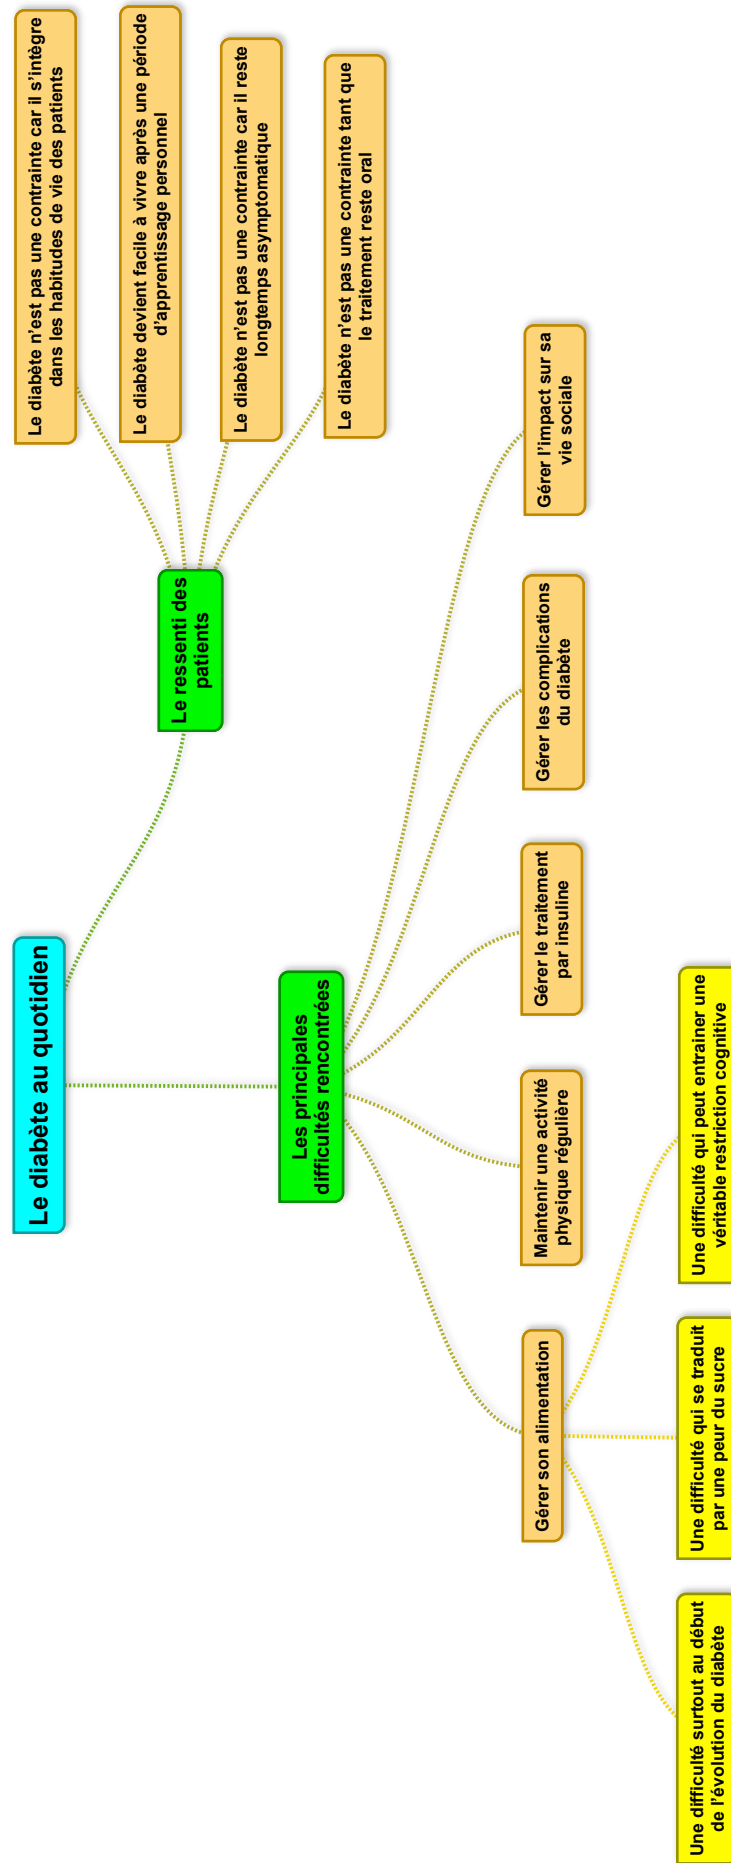 Le diabète au quotidien
Le ressenti des
patients
Le diabète n'est pas une contrainte car il s'intègre
dans les habitudes de vie des patients
Le diabète devient facile à vivre après une période
d'apprentissage personnel
Le diabète n'est pas une contrainte car il reste
longtemps asymptomatique
Le diabète n'est pas une contrainte tant que
le traitement reste oral
Les principales
difficultés rencontrées
Gérer son alimentation
Maintenir une activité
physique régulière
Gérer le traitement
par insuline
Gérer les complications
du diabète
Gérer l'impact sur sa
vie sociale
Une difficulté surtout au début
de l'évolution du diabète
Une difficulté qui se traduit
par une peur du sucre
Une difficulté qui peut entrainer une
véritable restriction cognitive